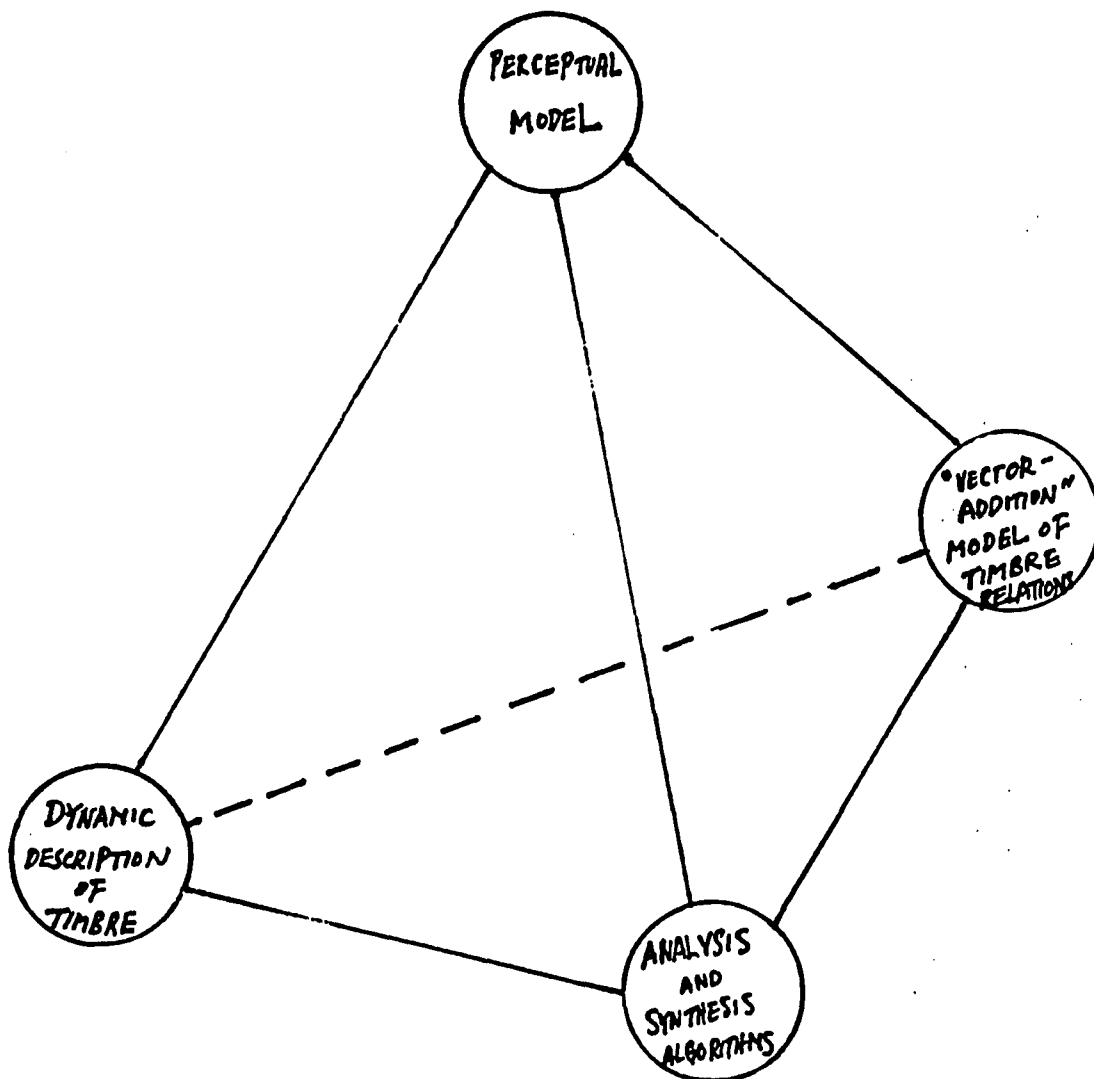 PERCEPTUAL
MODEL
"VECTOR-
ADDITION"
MODEL OF
TIMBRE
RELATIONS
DYNAMIC
DESCRIPTION
OF
TIMBRE
ANALYSIS
AND
SYNTHESIS
ALGORITHMS